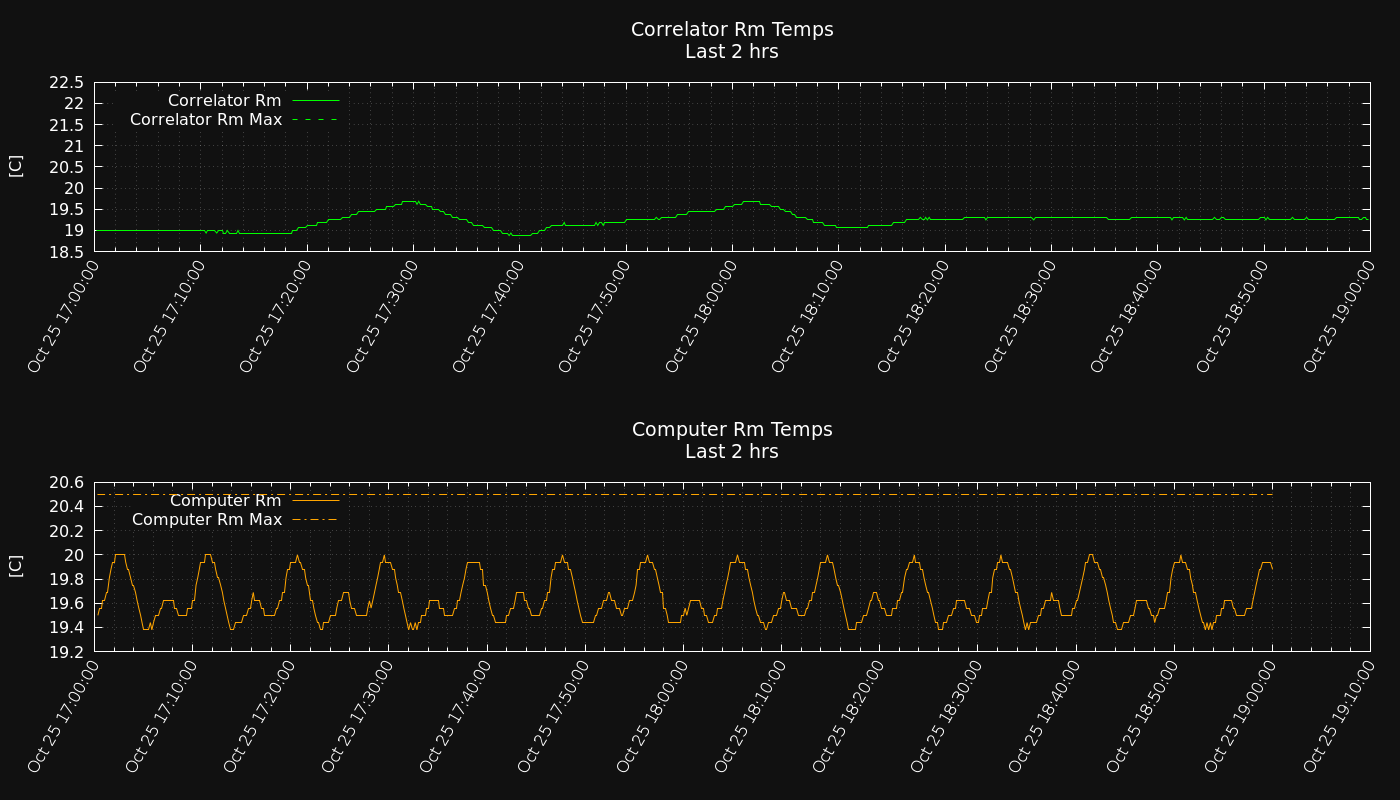 Correlator Rm Temps
Last 2 hrs
22.5
22
21.5
21
20.5
20
19.5
19
18.5
[C]
Correlator Rm
Correlator Rm Max
Oct 25 17:00:00
Oct 25 17:10:00
Oct 25 17:20:00
Oct 25 17:30:00
Oct 25 17:40:00
Oct 25 17:50:00
Oct 25 18:00:00
Oct 25 18:10:00
Oct 25 18:20:00
Oct 25 18:30:00
Oct 25 18:40:00
Oct 25 18:50:00
Oct 25 19:00:00
Computer Rm Temps
Last 2 hrs
20.6
20.4
20.2
20
19.8
19.6
19.4
19.2
[C]
Computer Rm
Computer Rm Max
Oct 25 17:00:00
Oct 25 17:10:00
Oct 25 17:20:00
Oct 25 17:30:00
Oct 25 17:40:00
Oct 25 17:50:00
Oct 25 18:00:00
Oct 25 18:10:00
Oct 25 18:20:00
Oct 25 18:30:00
Oct 25 18:40:00
Oct 25 18:50:00
Oct 25 19:00:00
Oct 25 19:10:00